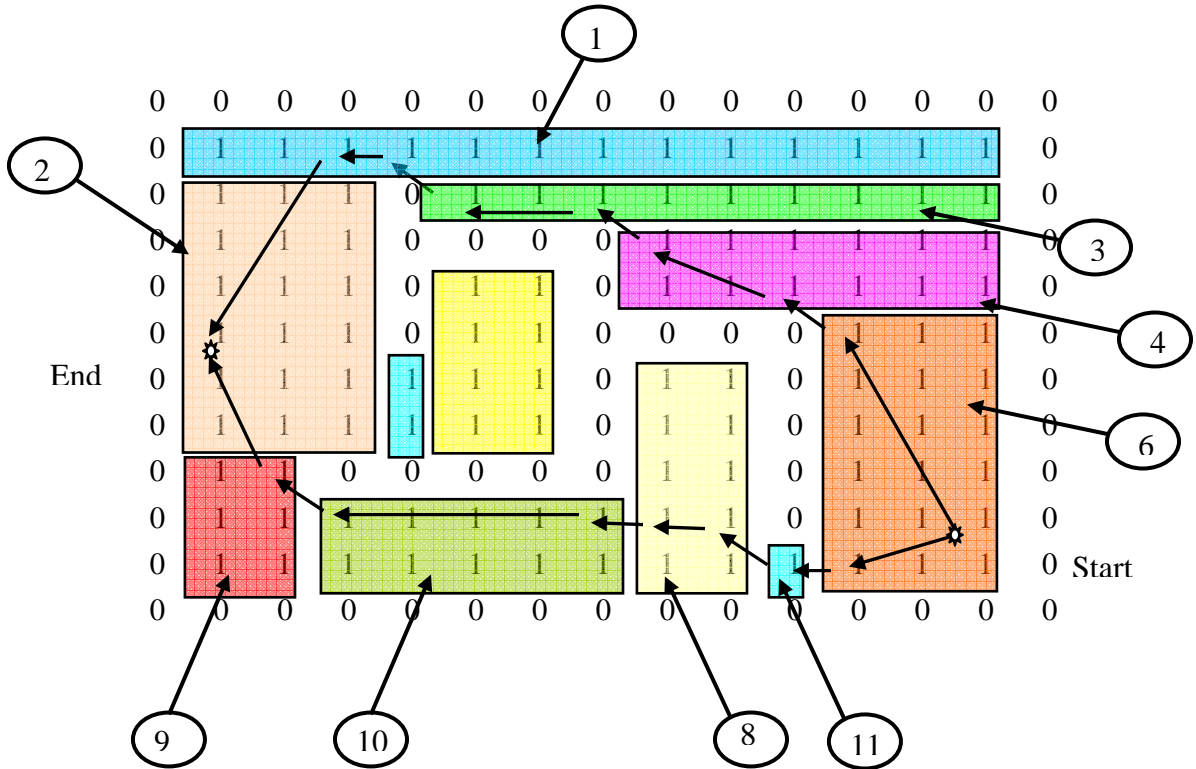 1
0 0 0 0 0 0 0 0 0 0 0 0 0 0 0
0 1 1 1 1 1 1 1 1 1 1 1 1 1 0
2
0 1 1 1 0 1 1 1 1 1 1 1 1 1 0
0 1 1 1 0 0 0 0 1 1 1 1 1 1 0
3
0 1 1 1 0 1 1 0 1 1 1 1 1 1 0
0 1 1 1 0 1 1 0 0 0 0 1 1 1 0
4
End
0 1 1 1 1 1 1 0 1 1 0 1 1 1 0
0 1 1 1 1 1 1 0 1 1 0 1 1 1 0
6
0 1 1 0 0 0 0 0 1 1 0 1 1 1 0
0 1 1 1 1 1 1 1 1 1 0 1 1 1 0
0 1 1 1 1 1 1 1 1 1 1 1 1 1 0
Start
0 0 0 0 0 0 0 0 0 0 0 0 0 0 0
9 10 8 11